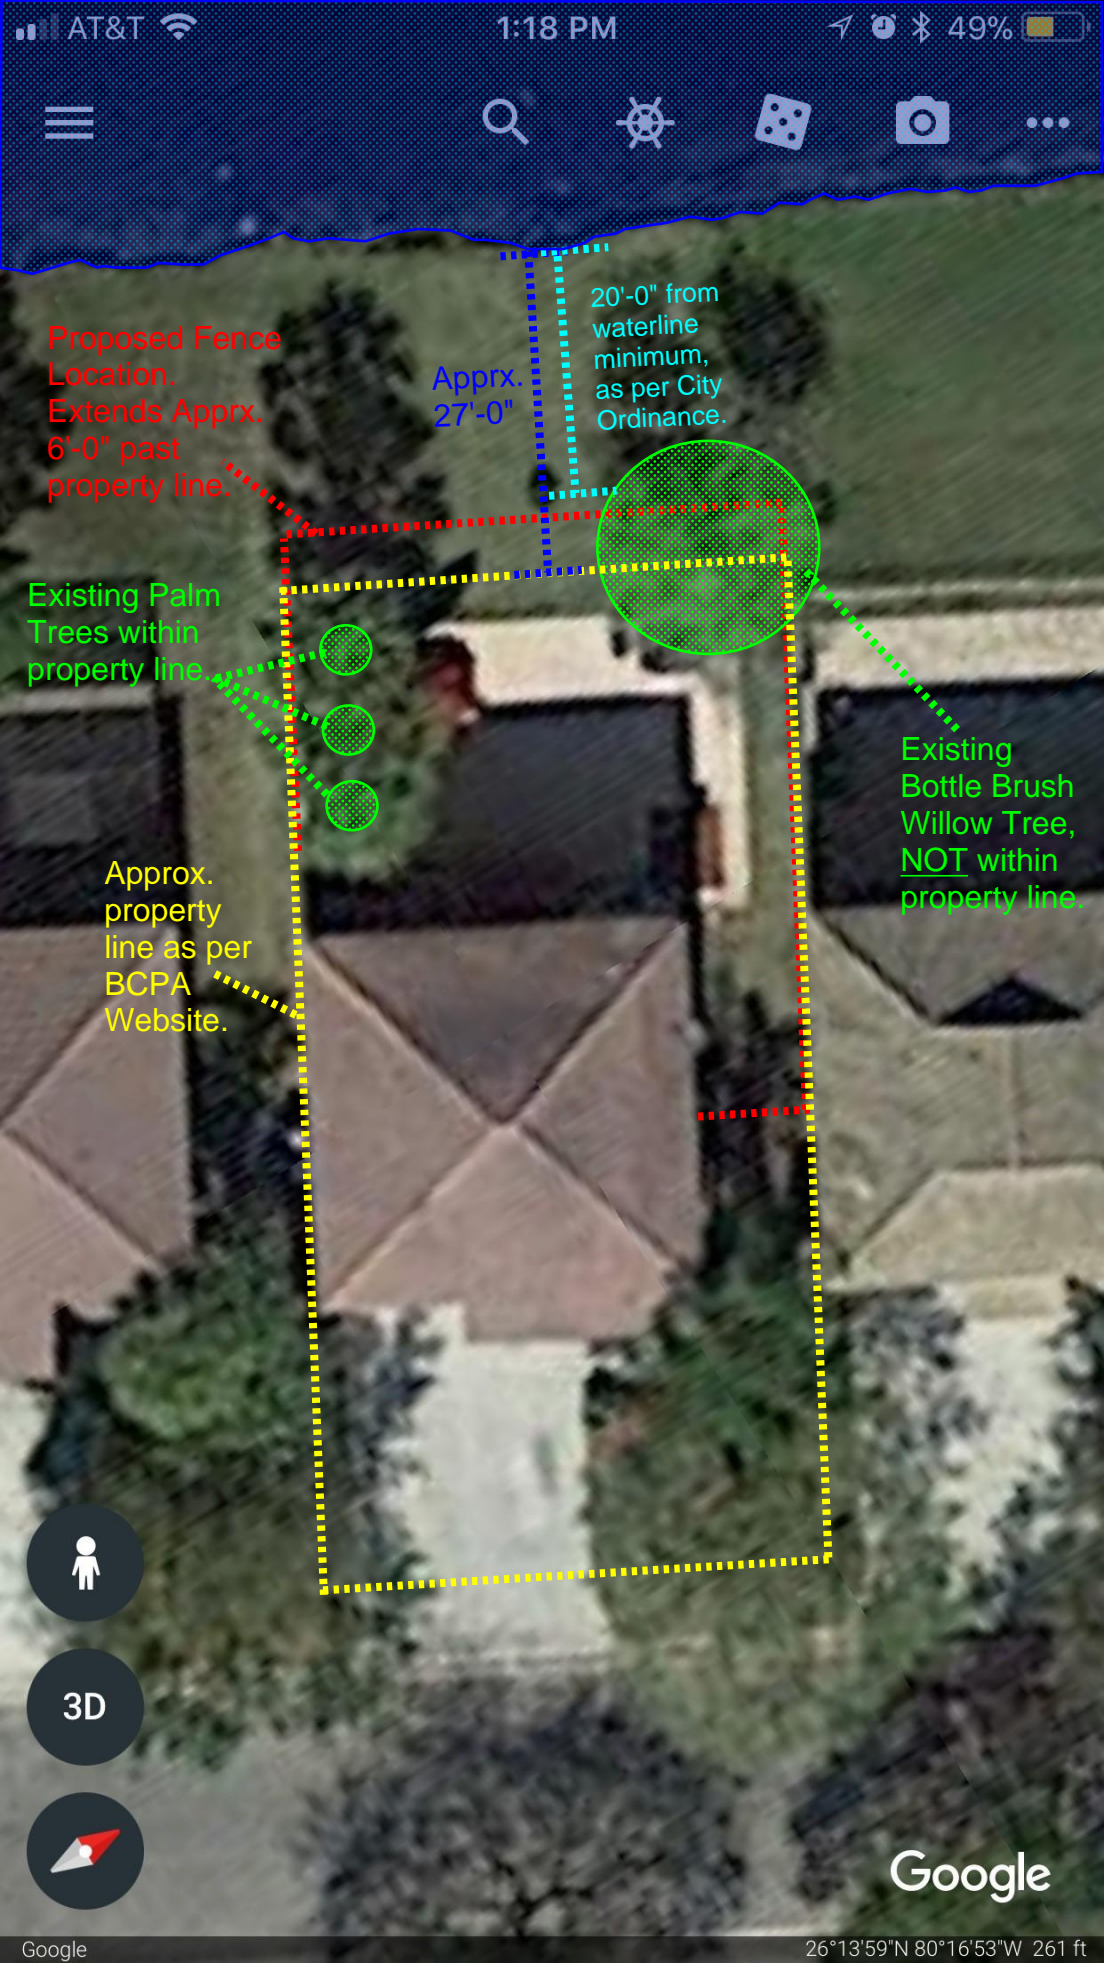 AT&T 1:18 PM 49%
Proposed Fence
Location.
Extends Apprx.
6'-0" past
property line.
Apprx.
27'-0"
20'-0" from
waterline
minimum,
as per City
Ordinance.
Existing Palm
Trees within
property line.
Existing
Bottle Brush
Willow Tree,
NOT within
property line.
Approx.
property
line as per
BCPA
Website.
3D
Google
Google 26°13'59"N 80°16'53"W 261 ft